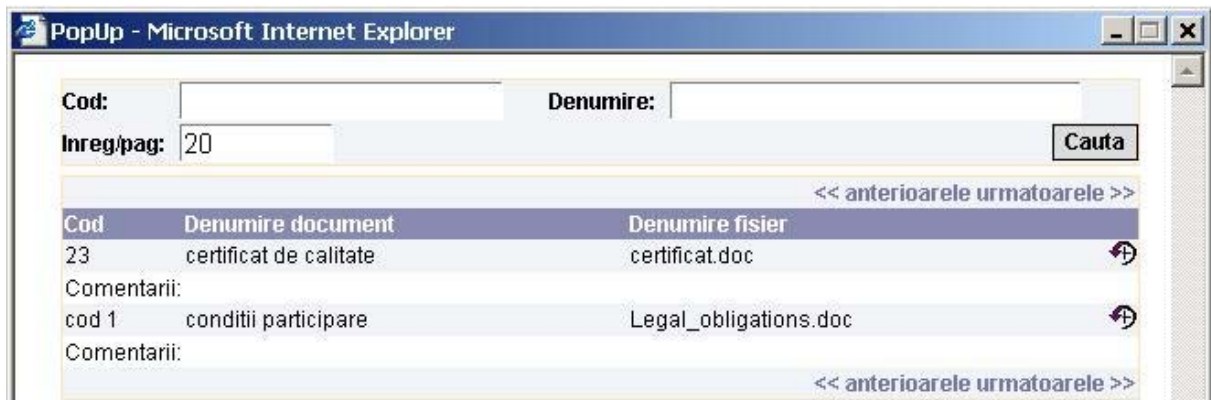 PopUp - Microsoft Internet Explorer
Cod: Denumire:
Inreg/pag: 20 Cauta
<< anterioarele urmatoarele >>
Cod Denumire document Denumire fisier
23 certificat de calitate certificat.doc
Comentarii:
cod 1 conditii participare Legal_obligations.doc
Comentarii:
<< anterioarele urmatoarele >>